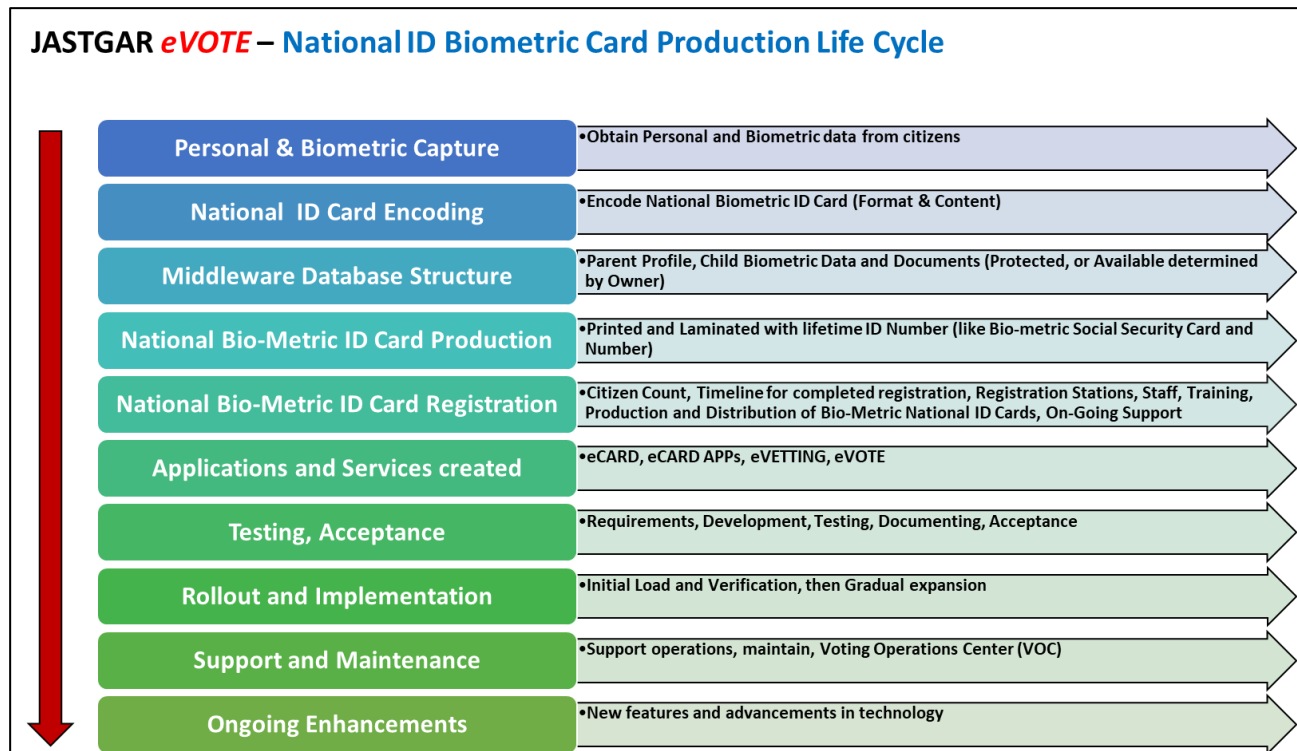 JASTGAR eVOTE – National ID Biometric Card Production Life Cycle
Personal & Biometric Capture
•Obtain Personal and Biometric data from citizens
National ID Card Encoding
•Encode National Biometric ID Card (Format & Content)
Middleware Database Structure
•Parent Profile, Child Biometric Data and Documents (Protected, or Available determined
by Owner)
National Bio-Metric ID Card Production
•Printed and Laminated with lifetime ID Number (like Bio-metric Social Security Card and
Number)
National Bio-Metric ID Card Registration
•Citizen Count, Timeline for completed registration, Registration Stations, Staff, Training,
Production and Distribution of Bio-Metric National ID Cards, On-Going Support
Applications and Services created
•eCARD, eCARD APPs, eVETTING, eVOTE
Testing, Acceptance
•Requirements, Development, Testing, Documenting, Acceptance
Rollout and Implementation
•Initial Load and Verification, then Gradual expansion
Support and Maintenance
•Support operations, maintain, Voting Operations Center (VOC)
Ongoing Enhancements
•New features and advancements in technology